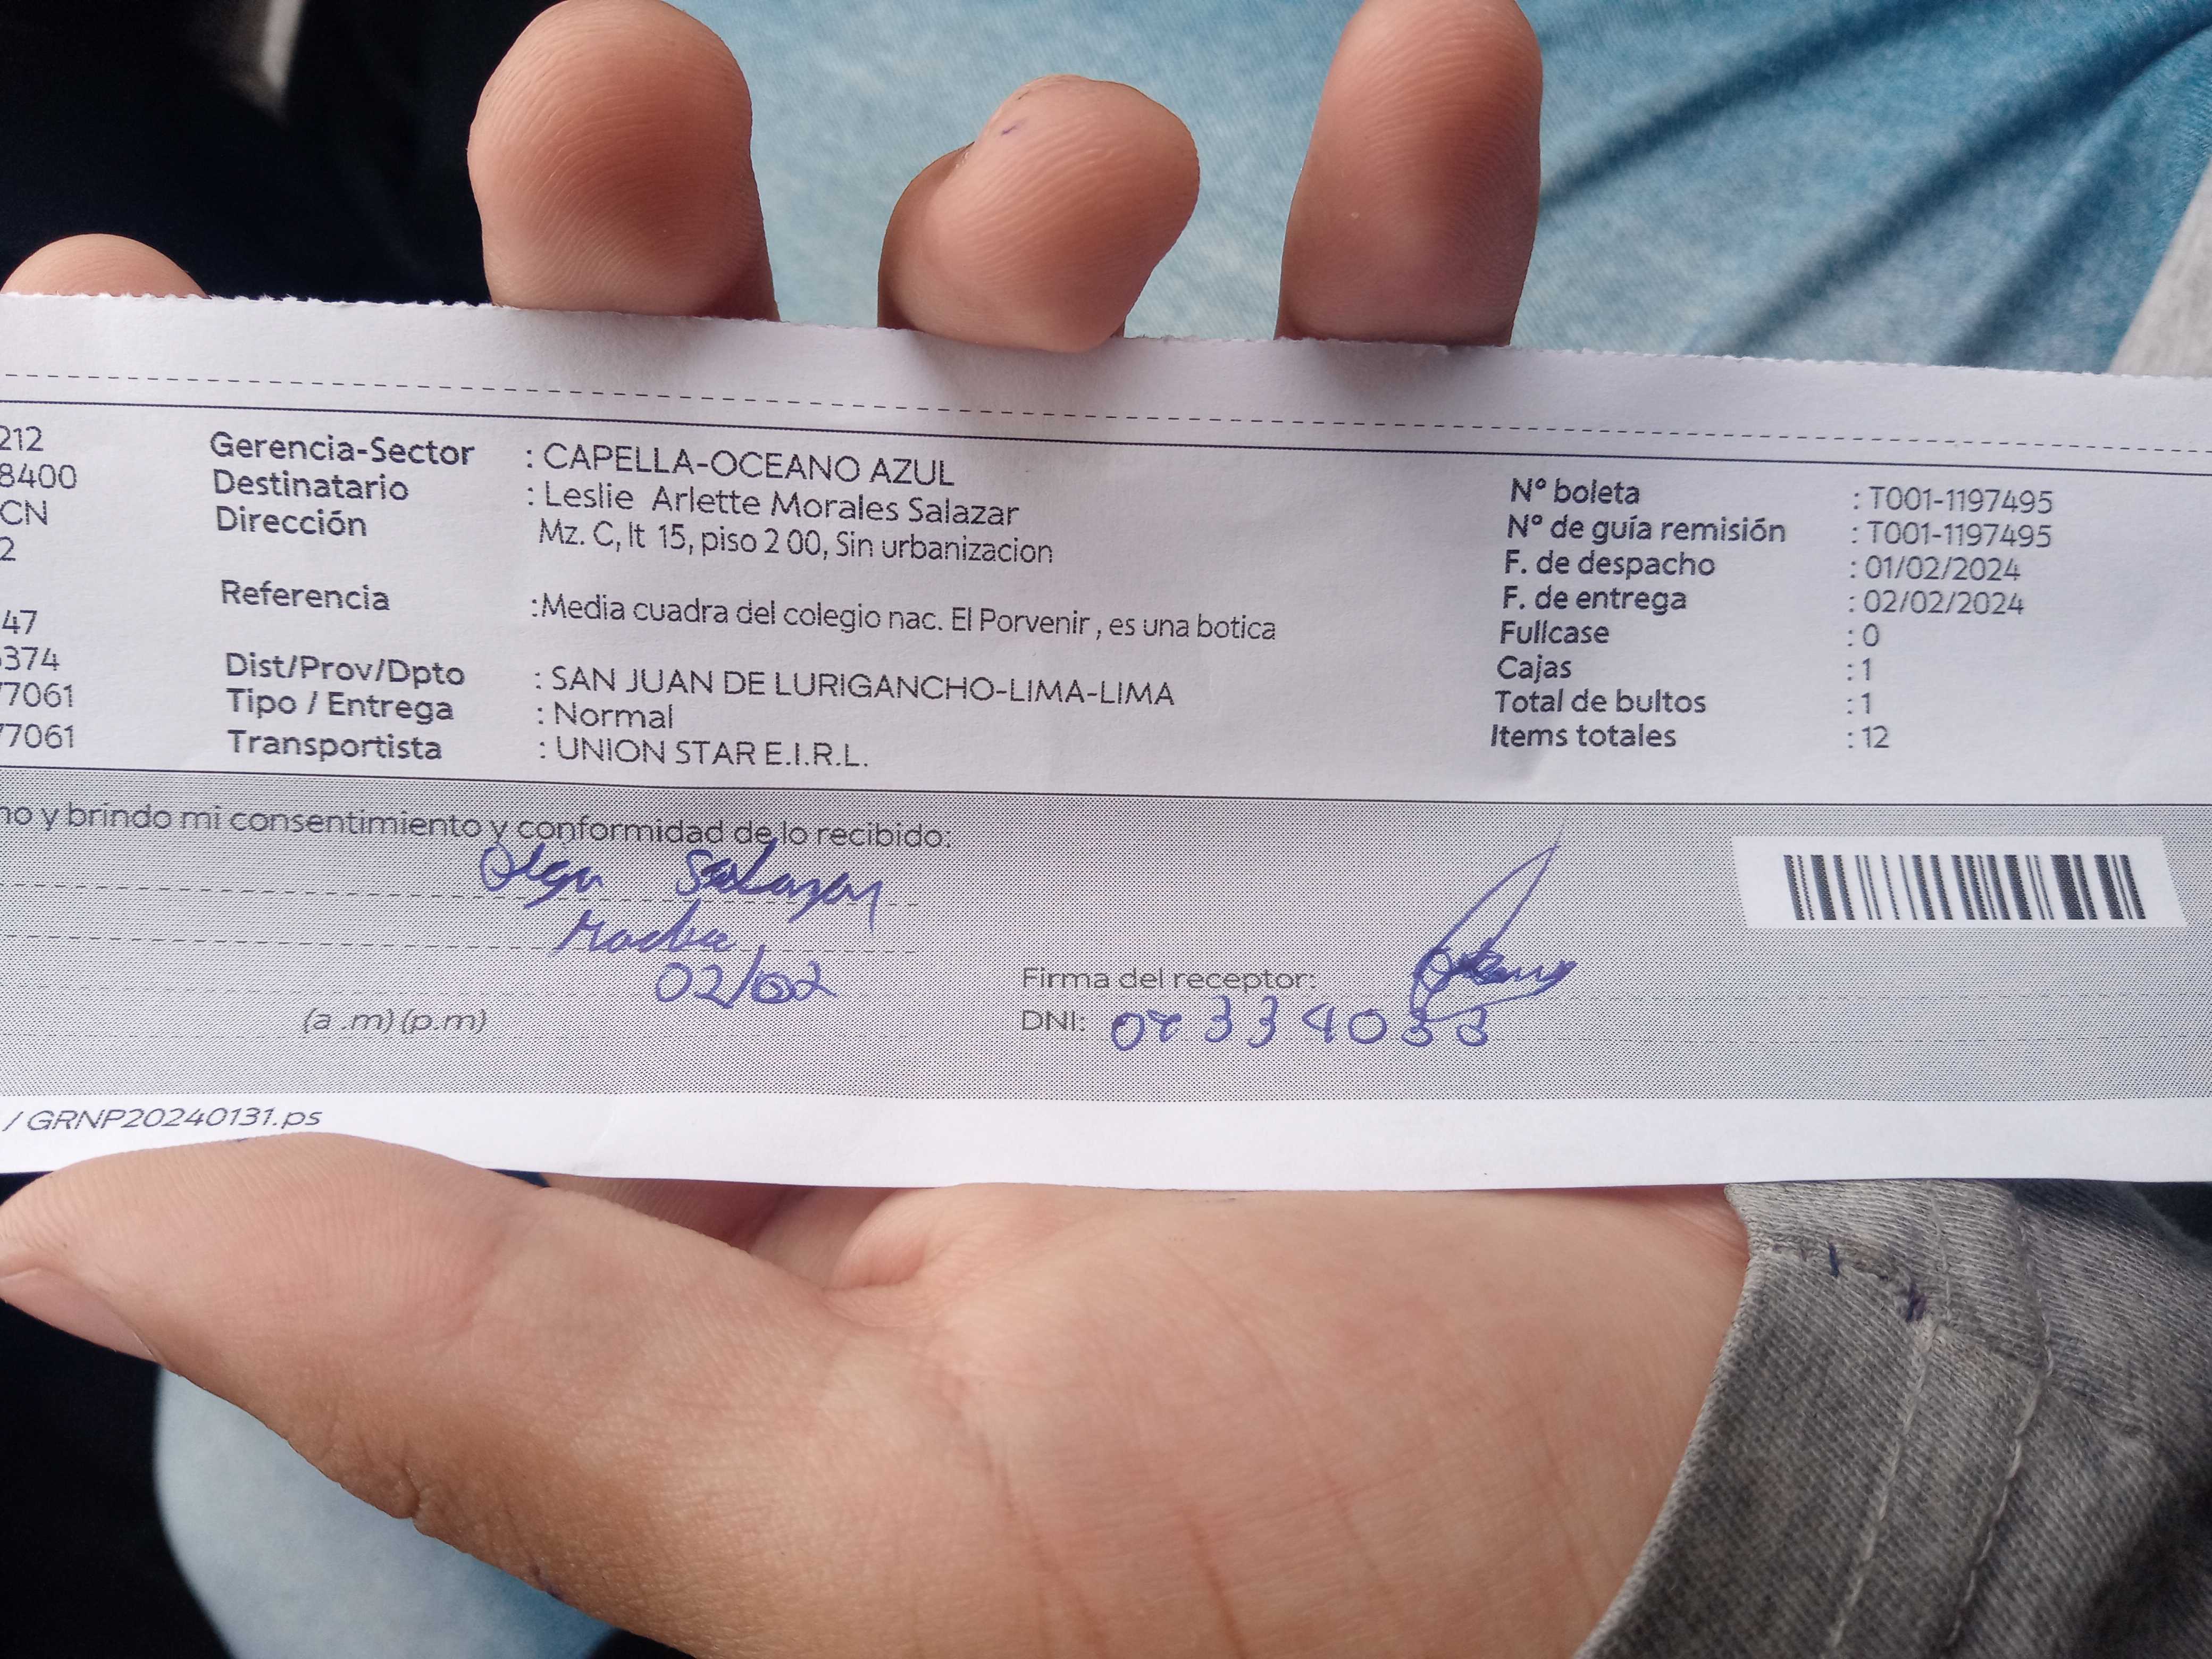 212
Gerencia-Sector : CAPELLA-OCEANO AZUL
8400
Destinatario : Leslie Arlette Morales Salazar
CN
Dirección Mz. C, lt 15, piso 2 00, Sin urbanizacion
2
Referencia :Media cuadra del colegio nac. El Porvenir , es una botica
47
374
Dist/Prov/Dpto : SAN JUAN DE LURIGANCHO-LIMA-LIMA
77061
Tipo / Entrega : Normal
77061
Transportista : UNION STAR E.I.R.L.
Nº boleta : T001-1197495
Nº de guía remisión : T001-1197495
F. de despacho : 01/02/2024
F. de entrega : 02/02/2024
Fullcase : 0
Cajas : 1
Total de bultos : 1
Items totales : 12
no y brindo mi consentimiento y conformidad de lo recibido:
Olga Salazar
02/02
(a .m) (p.m)
Firma del receptor:
DNI: 07334033
/ GRNP20240131.ps